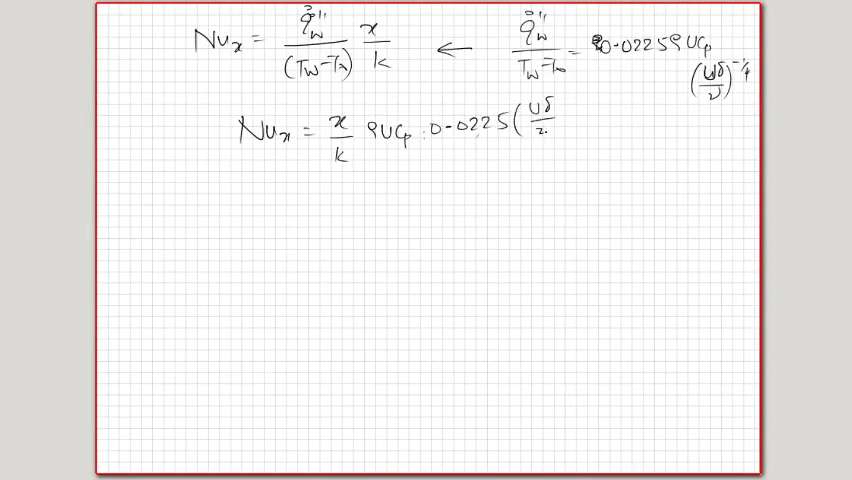 Nu_x = q̇"_w / (T_w - T_∞) x/k ← q̇"_w / (T_w - T_∞) = 0.0225 ρ U C_p (Uδ/ν)^(-1/4)
Nu_x = x/k ρ U C_p . 0.0225 (Uδ/ν